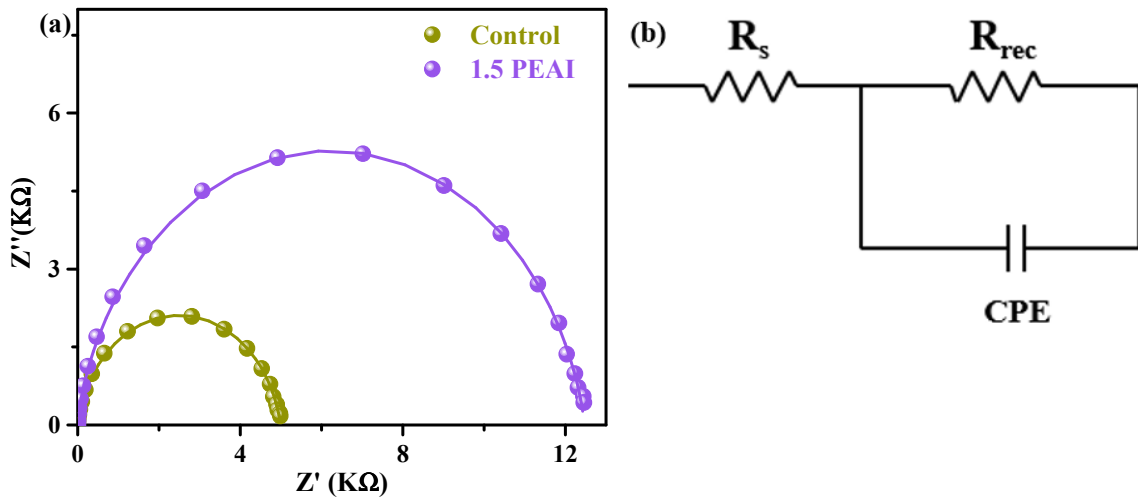 (a)
Control
1.5 PEAI
6
3
0
0
4
8
12
Z''(KΩ)
Z' (KΩ)
(b)
Rs
Rrec
CPE